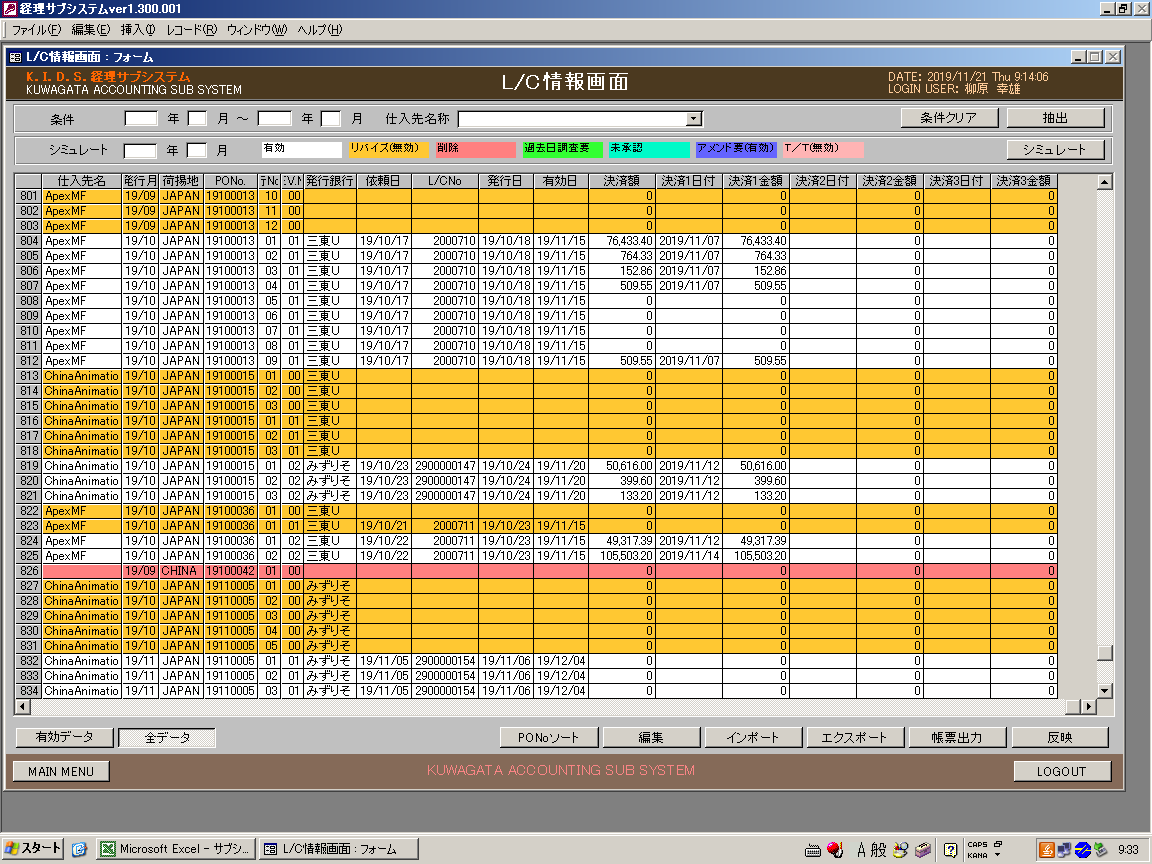 経理サブシステムver1.300.001
ファイル(F) 編集(E) 挿入(I) レコード(R) ウィンドウ(W) ヘルプ(H)
L/C情報画面 : フォーム
K.I.D.S.経理サブシステム
KUWAGATA ACCOUNTING SUB SYSTEM
L/C情報画面
DATE: 2019/11/21 Thu 9:14:06
LOGIN USER: 柳原 幸雄
条件 年 月 ～ 年 月 仕入先名称 条件クリア 抽出
シミュレート 年 月 有効 リバイズ(無効) 削除 過去日調査要 未承認 アメンド要(有効) T/T(無効) シミュレート
仕入先名 発行月 荷揚地 PONo. 行No EV.N 発行銀行 依頼日 L/CNo 発行日 有効日 決済額 決済1日付 決済1金額 決済2日付 決済2金額 決済3日付 決済3金額
801 ApexMF 19/09 JAPAN 19100013 10 00 0 0 0 0
802 ApexMF 19/09 JAPAN 19100013 11 00 0 0 0 0
803 ApexMF 19/09 JAPAN 19100013 12 00 0 0 0 0
804 ApexMF 19/10 JAPAN 19100013 01 01 三東U 19/10/17 2000710 19/10/18 19/11/15 76,433.40 2019/11/07 76,433.40 0 0
805 ApexMF 19/10 JAPAN 19100013 02 01 三東U 19/10/17 2000710 19/10/18 19/11/15 764.33 2019/11/07 764.33 0 0
806 ApexMF 19/10 JAPAN 19100013 03 01 三東U 19/10/17 2000710 19/10/18 19/11/15 152.86 2019/11/07 152.86 0 0
807 ApexMF 19/10 JAPAN 19100013 04 01 三東U 19/10/17 2000710 19/10/18 19/11/15 509.55 2019/11/07 509.55 0 0
808 ApexMF 19/10 JAPAN 19100013 05 01 三東U 19/10/17 2000710 19/10/18 19/11/15 0 0 0 0
809 ApexMF 19/10 JAPAN 19100013 06 01 三東U 19/10/17 2000710 19/10/18 19/11/15 0 0 0 0
810 ApexMF 19/10 JAPAN 19100013 07 01 三東U 19/10/17 2000710 19/10/18 19/11/15 0 0 0 0
811 ApexMF 19/10 JAPAN 19100013 08 01 三東U 19/10/17 2000710 19/10/18 19/11/15 0 0 0 0
812 ApexMF 19/10 JAPAN 19100013 09 01 三東U 19/10/17 2000710 19/10/18 19/11/15 509.55 2019/11/07 509.55 0 0
813 ChinaAnimatio 19/10 JAPAN 19100015 01 00 三東U 0 0 0 0
814 ChinaAnimatio 19/10 JAPAN 19100015 02 00 三東U 0 0 0 0
815 ChinaAnimatio 19/10 JAPAN 19100015 03 00 三東U 0 0 0 0
816 ChinaAnimatio 19/10 JAPAN 19100015 01 01 三東U 0 0 0 0
817 ChinaAnimatio 19/10 JAPAN 19100015 02 01 三東U 0 0 0 0
818 ChinaAnimatio 19/10 JAPAN 19100015 03 01 三東U 0 0 0 0
819 ChinaAnimatio 19/10 JAPAN 19100015 01 02 みずりそ 19/10/23 2900000147 19/10/24 19/11/20 50,616.00 2019/11/12 50,616.00 0 0
820 ChinaAnimatio 19/10 JAPAN 19100015 02 02 みずりそ 19/10/23 2900000147 19/10/24 19/11/20 399.60 2019/11/12 399.60 0 0
821 ChinaAnimatio 19/10 JAPAN 19100015 03 02 みずりそ 19/10/23 2900000147 19/10/24 19/11/20 133.20 2019/11/12 133.20 0 0
822 ApexMF 19/10 JAPAN 19100036 01 00 三東U 0 0 0 0
823 ApexMF 19/10 JAPAN 19100036 01 01 三東U 19/10/21 2000711 19/10/23 19/11/15 0 0 0 0
824 ApexMF 19/10 JAPAN 19100036 01 02 三東U 19/10/22 2000711 19/10/23 19/11/15 49,317.39 2019/11/12 49,317.39 0 0
825 ApexMF 19/10 JAPAN 19100036 02 02 三東U 19/10/22 2000711 19/10/23 19/11/15 105,503.20 2019/11/14 105,503.20 0 0
826 19/09 CHINA 19100042 01 00 0 0 0 0
827 ChinaAnimatio 19/10 JAPAN 19110005 01 00 みずりそ 0 0 0 0
828 ChinaAnimatio 19/10 JAPAN 19110005 02 00 みずりそ 0 0 0 0
829 ChinaAnimatio 19/10 JAPAN 19110005 03 00 みずりそ 0 0 0 0
830 ChinaAnimatio 19/10 JAPAN 19110005 04 00 みずりそ 0 0 0 0
831 ChinaAnimatio 19/10 JAPAN 19110005 05 00 みずりそ 0 0 0 0
832 ChinaAnimatio 19/11 JAPAN 19110005 01 01 みずりそ 19/11/05 2900000154 19/11/06 19/12/04 0 0 0 0
833 ChinaAnimatio 19/11 JAPAN 19110005 02 01 みずりそ 19/11/05 2900000154 19/11/06 19/12/04 0 0 0 0
834 ChinaAnimatio 19/11 JAPAN 19110005 03 01 みずりそ 19/11/05 2900000154 19/11/06 19/12/04 0 0 0 0
有効データ 全データ PONoソート 編集 インポート エクスポート 帳票出力 反映
MAIN MENU KUWAGATA ACCOUNTING SUB SYSTEM LOGOUT
スタート Microsoft Excel - サブシ... L/C情報画面 : フォーム A 般 CAPS KANA 9:33